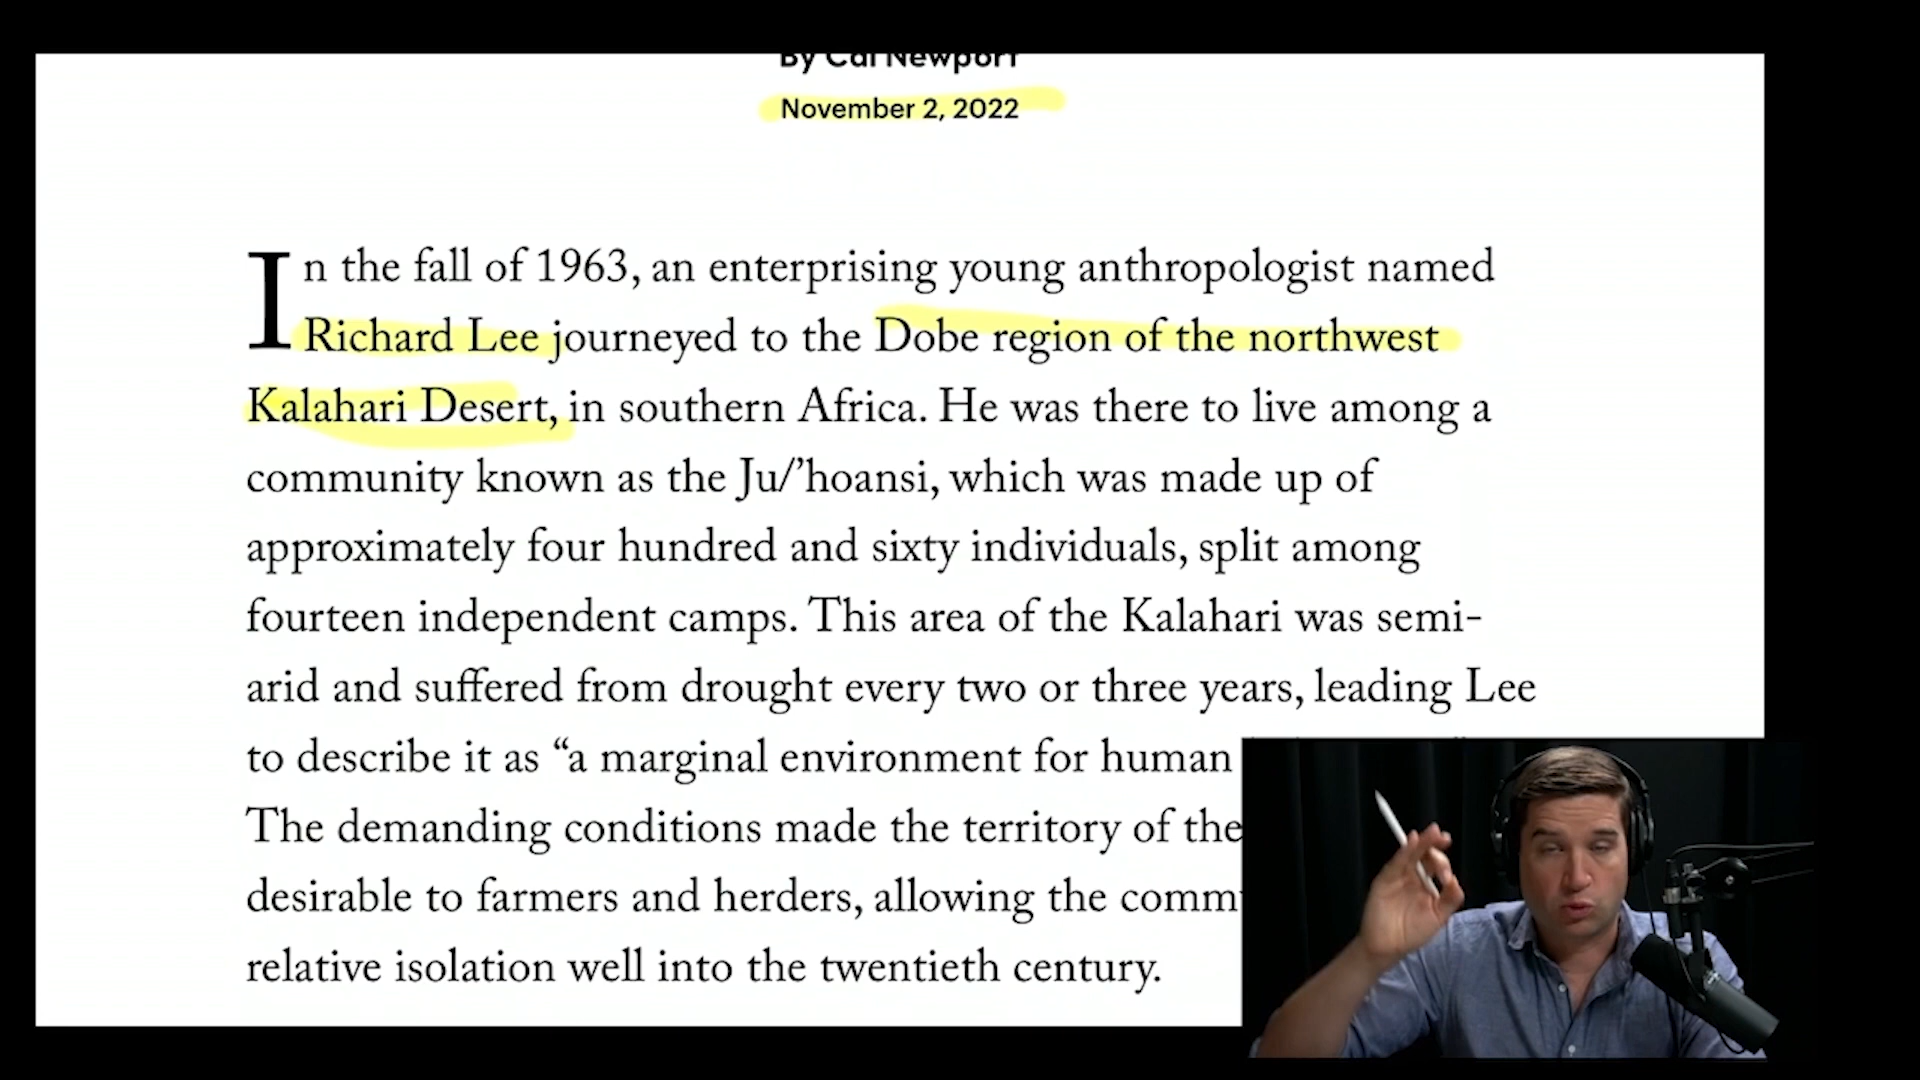 By Cal Newport
November 2, 2022
In the fall of 1963, an enterprising young anthropologist named
Richard Lee journeyed to the Dobe region of the northwest
Kalahari Desert, in southern Africa. He was there to live among a
community known as the Ju/’hoansi, which was made up of
approximately four hundred and sixty individuals, split among
fourteen independent camps. This area of the Kalahari was semi-
arid and suffered from drought every two or three years, leading Lee
to describe it as “a marginal environment for human
The demanding conditions made the territory of the
desirable to farmers and herders, allowing the
relative isolation well into the twentieth century.